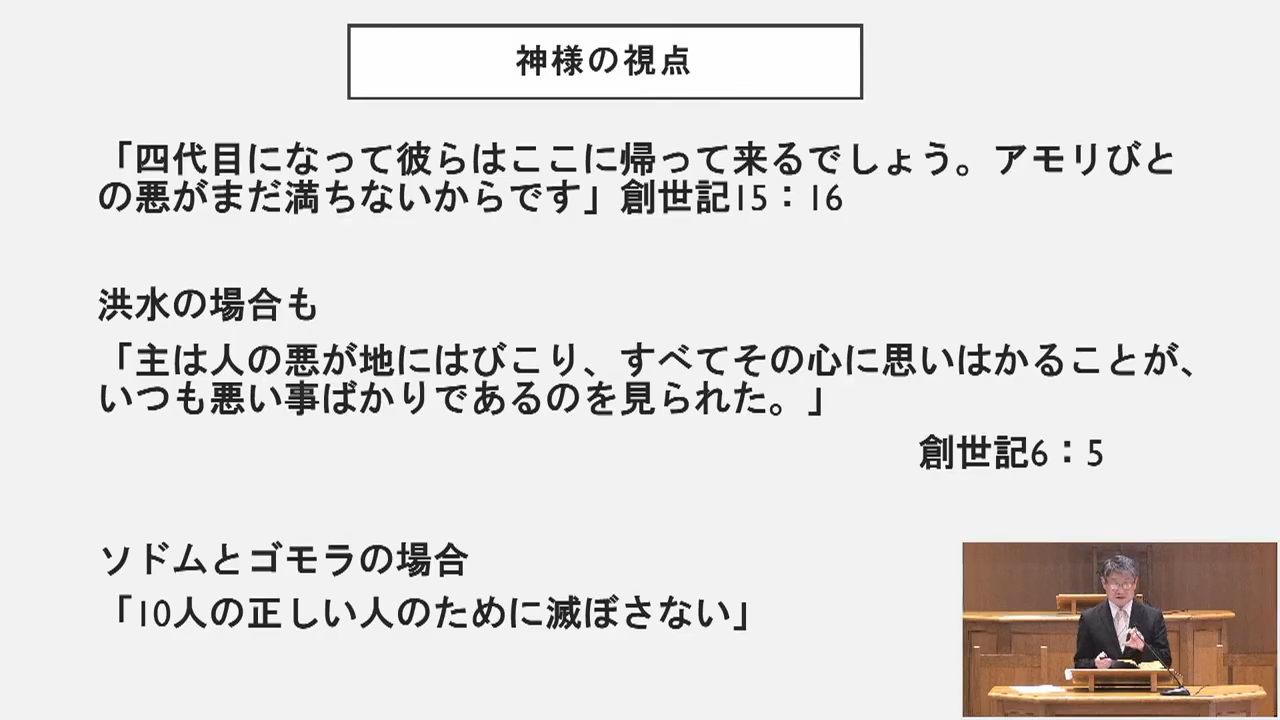 神様の視点
「四代目になって彼らはここに帰って来るでしょう。アモリびと
の悪がまだ満ちないからです」創世記15：16
洪水の場合も
「主は人の悪が地にはびこり、すべてその心に思いはかることが、
いつも悪い事ばかりであるのを見られた。」
創世記6：5
ソドムとゴモラの場合
「10人の正しい人のために滅ぼさない」